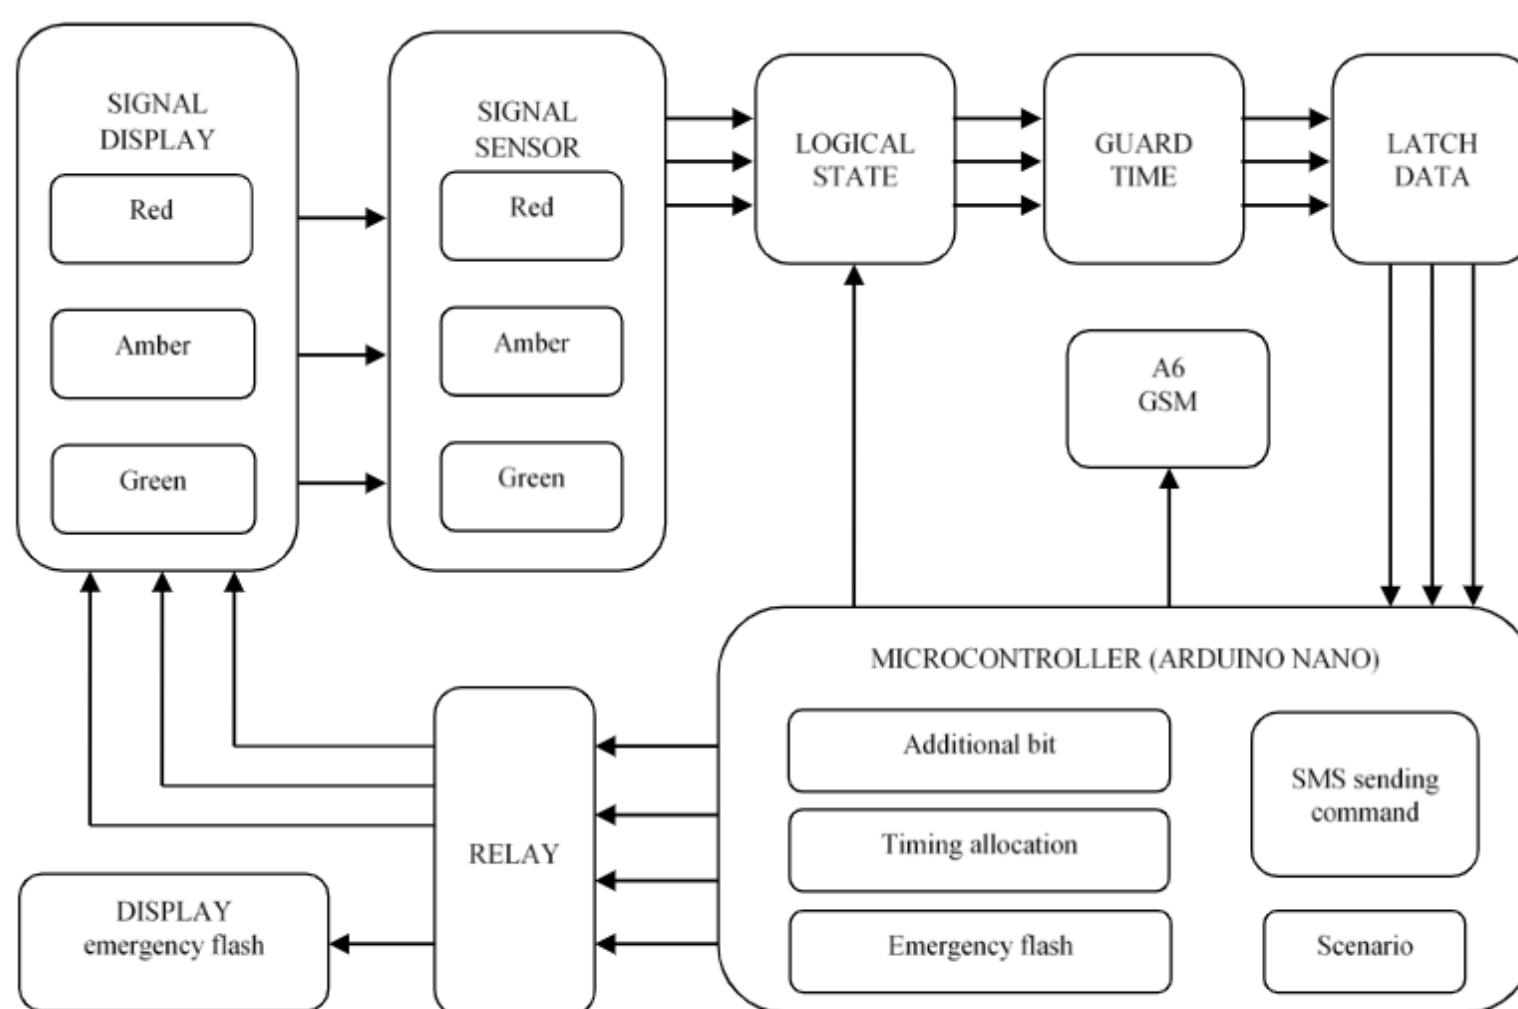 SIGNAL
DISPLAY
Red
Amber
Green
SIGNAL
SENSOR
Red
Amber
Green
LOGICAL
STATE
GUARD
TIME
LATCH
DATA
A6
GSM
MICROCONTROLLER (ARDUINO NANO)
Additional bit
Timing allocation
Emergency flash
SMS sending
command
Scenario
RELAY
DISPLAY
emergency flash